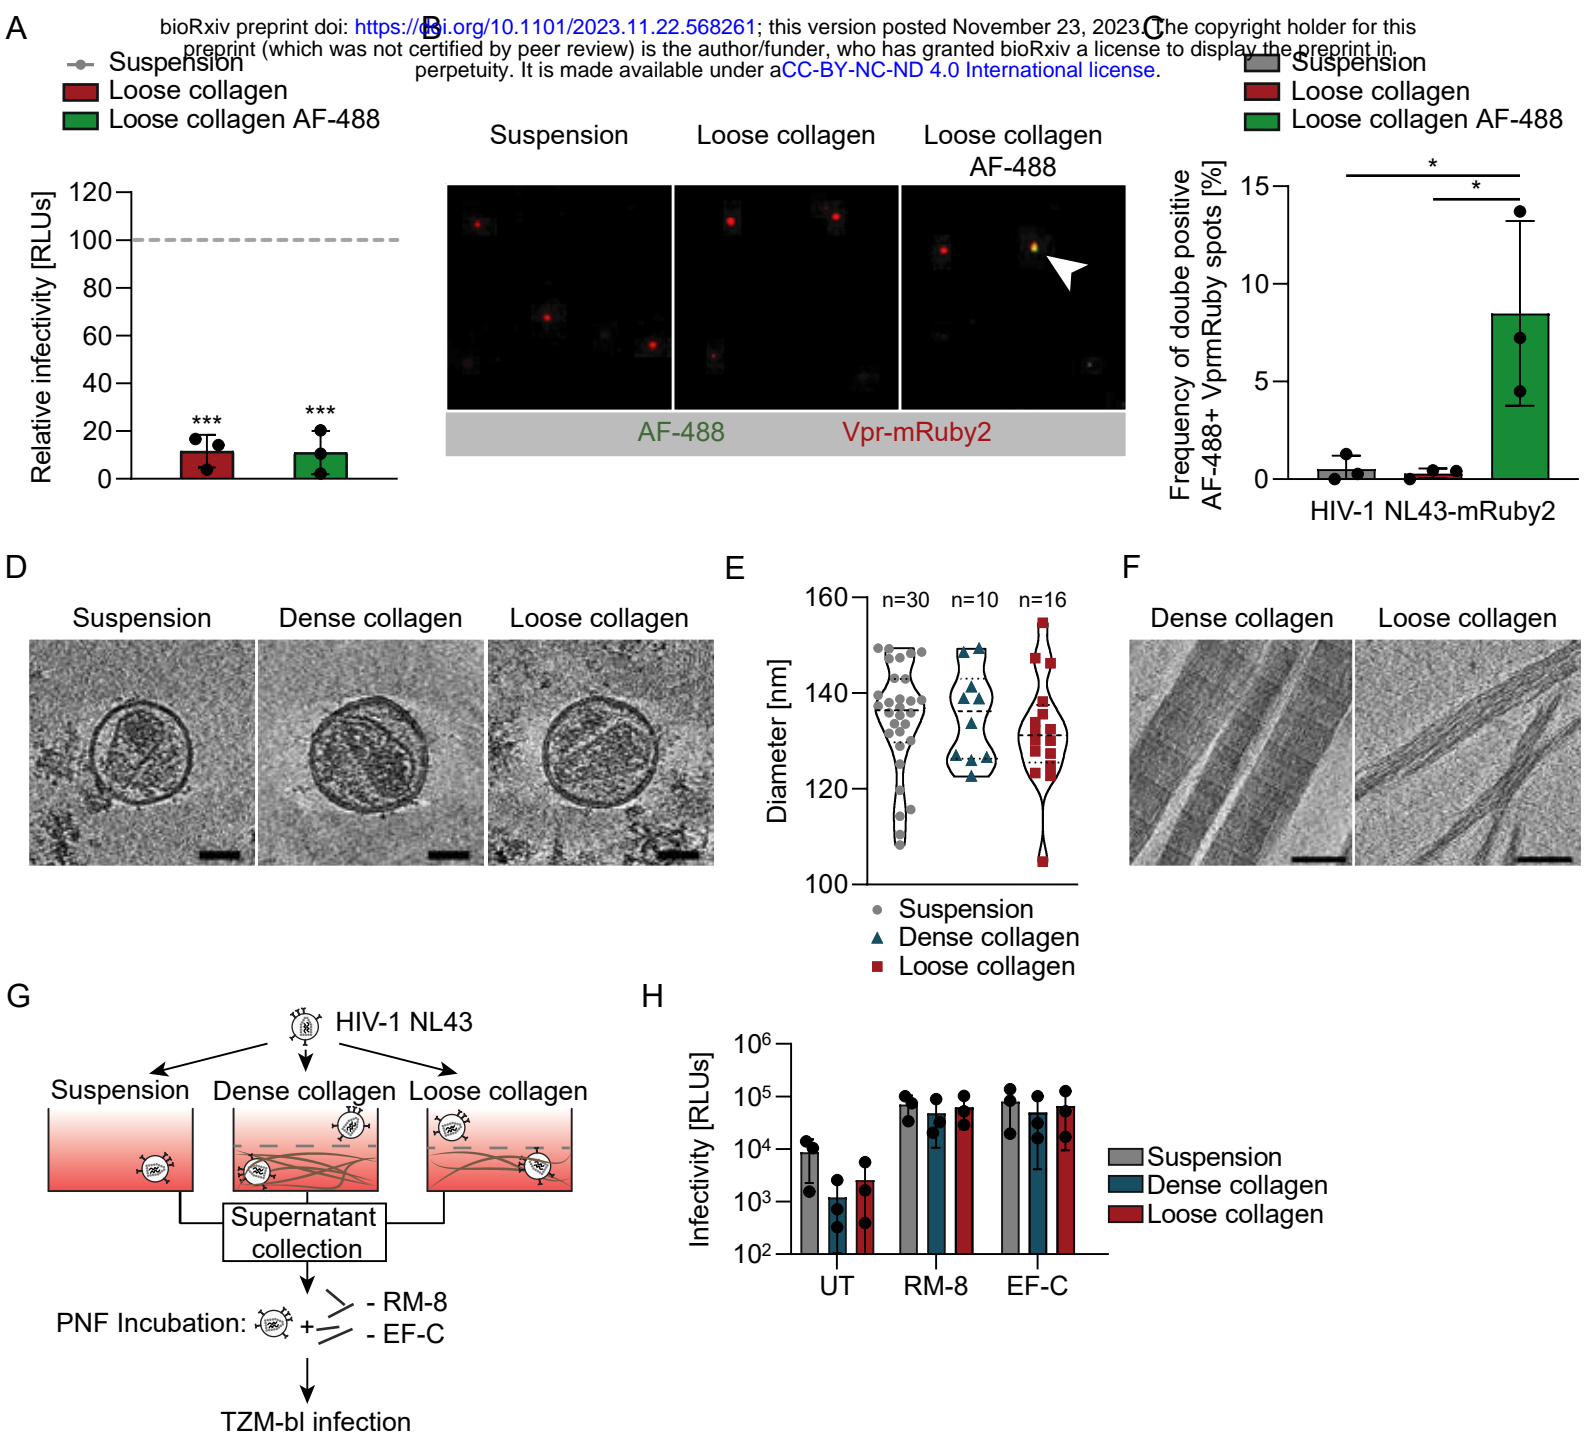 bioRxiv preprint doi: https://doi.org/10.1101/2023.11.22.568261; this version posted November 23, 2023. The copyright holder for this
preprint (which was not certified by peer review) is the author/funder, who has granted bioRxiv a license to display the preprint in
perpetuity. It is made available under aCC-BY-NC-ND 4.0 International license.
A
Suspension
Loose collagen
Loose collagen AF-488
Relative infectivity [RLUs]
120
100
80
60
40
20
0
***
***
B
Suspension
Loose collagen
Loose collagen
AF-488
AF-488
Vpr-mRuby2
C
Suspension
Loose collagen
Loose collagen AF-488
Frequency of doube positive
AF-488+ VprmRuby spots [%]
15
10
5
0
*
*
HIV-1 NL43-mRuby2
D
Suspension
Dense collagen
Loose collagen
E
Diameter [nm]
160
140
120
100
n=30
n=10
n=16
Suspension
Dense collagen
Loose collagen
F
Dense collagen
Loose collagen
G
HIV-1 NL43
Suspension
Dense collagen
Loose collagen
Supernatant
collection
PNF Incubation:
+
- RM-8
- EF-C
TZM-bl infection
H
Infectivity [RLUs]
10⁶
10⁵
10⁴
10³
10²
UT
RM-8
EF-C
Suspension
Dense collagen
Loose collagen